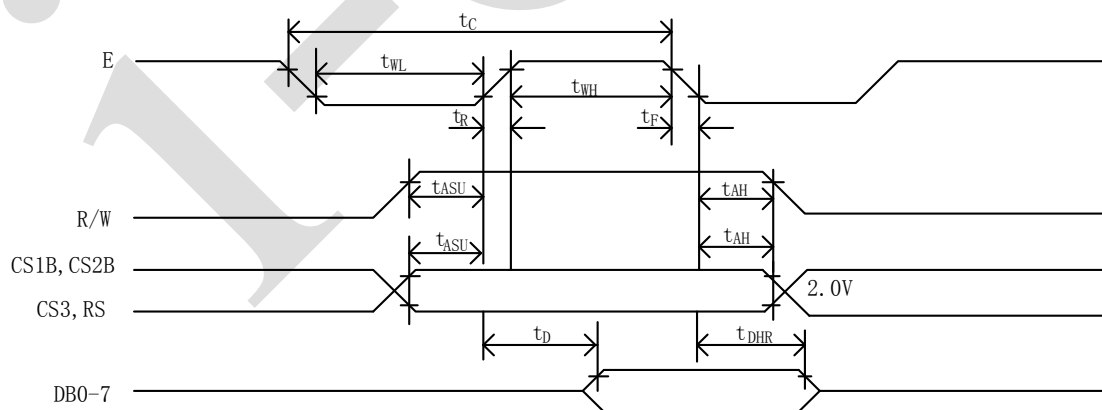 tC
E
tWL
tWH
tR
tF
tASU
tAH
R/W
tASU
tAH
CS1B, CS2B
2.0V
CS3, RS
tD
tDHR
DB0-7